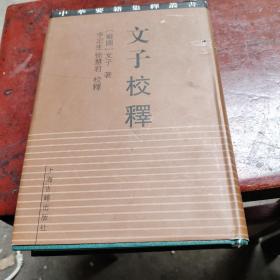 中華要籍集釋叢書
文子校釋
［戰國］文子 著
李定生 徐慧君 校釋
上海古籍出版社